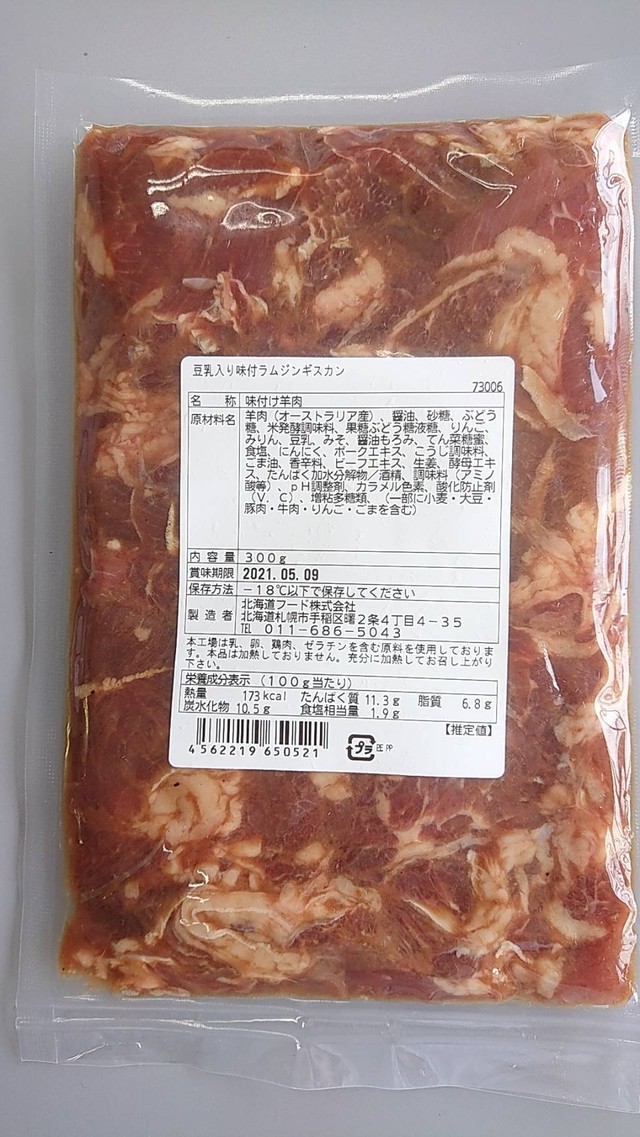 豆乳入り味付ラムジンギスカン
73006
名 称 味付け羊肉
原材料名 羊肉（オーストラリア産）、醤油、砂糖、ぶどう
糖、米発酵調味料、果糖ぶどう糖液糖、りんご、
みりん、豆乳、みそ、醤油もろみ、てん菜糖蜜、
食塩、にんにく、ポークエキス、こうじ調味料、
ごま油、香辛料、ビーフエキス、生姜、酵母エキ
ス、たんぱく加水分解物／酒精、調味料（アミノ
酸等）、ｐH調整剤、カラメル色素、酸化防止剤
（V．C）、増粘多糖類、（一部に小麦・大豆・
豚肉・牛肉・りんご・ごまを含む）
内容量 300g
賞味期限 2021.05.09
保存方法 －18℃以下で保存してください
製造者 北海道フード株式会社
北海道札幌市手稲区曙2条4丁目4－35
TEL 011－686－5043
本工場は乳、卵、鶏肉、ゼラチンを含む原料を使用しておりま
す。本品は加熱しておりません。充分に加熱してお召し上がり
下さい。
栄養成分表示（100g当たり）
熱量 173kcal たんぱく質 11.3g 脂質 6.8g
炭水化物 10.5g 食塩相当量 1.9g
【推定値】
4562219 650521
プラ PE PP